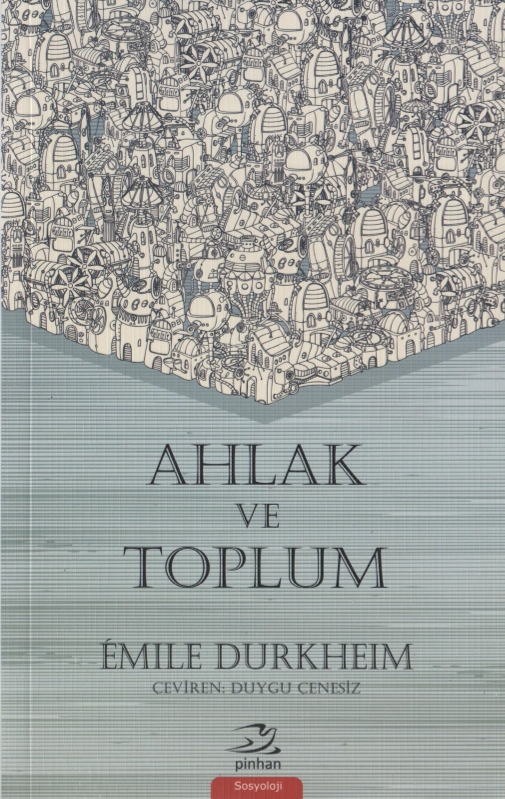 AHLAK
VE
TOPLUM
ÉMILE DURKHEIM
ÇEVİREN: DUYGU CENESİZ
pinhan
Sosyoloji